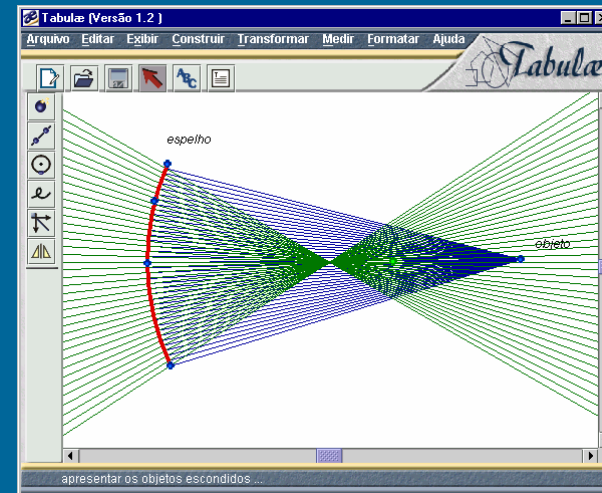 Tabulæ (Versão 1.2 )
Arquivo Editar Exibir Construir Transformar Medir Formatar Ajuda
Tabulæ
ABC
espelho
objeto
apresentar os objetos escondidos ...